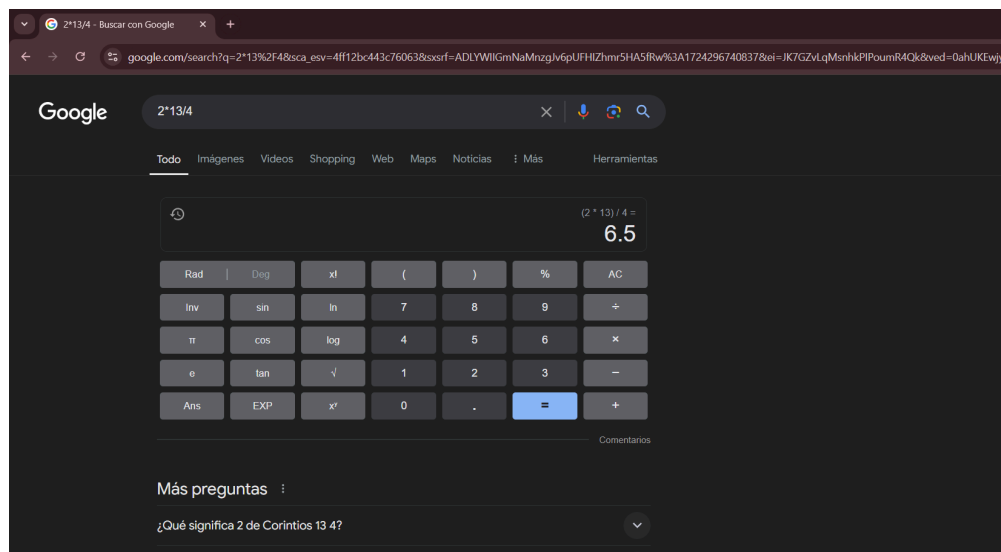 2*13/4 - Buscar con Google
google.com/search?q=2*13%2F4&sca_esv=4ff12bc443c76063&sxsrf=ADLYWIIGmNaMnzgJv6pUFHIZhmr5HA5fRw%3A1724296740837&ei=JK7GZvLqMsnhkPIPoumR4Qk&ved=0ahUKEwjy
Google
2*13/4
Todo Imágenes Videos Shopping Web Maps Noticias Más Herramientas
(2 * 13) / 4 =
6.5
Rad | Deg x! ( ) % AC
Inv sin ln 7 8 9 ÷
π cos log 4 5 6 ×
e tan √ 1 2 3 −
Ans EXP xʸ 0 . = +
Comentarios
Más preguntas
¿Qué significa 2 de Corintios 13 4?